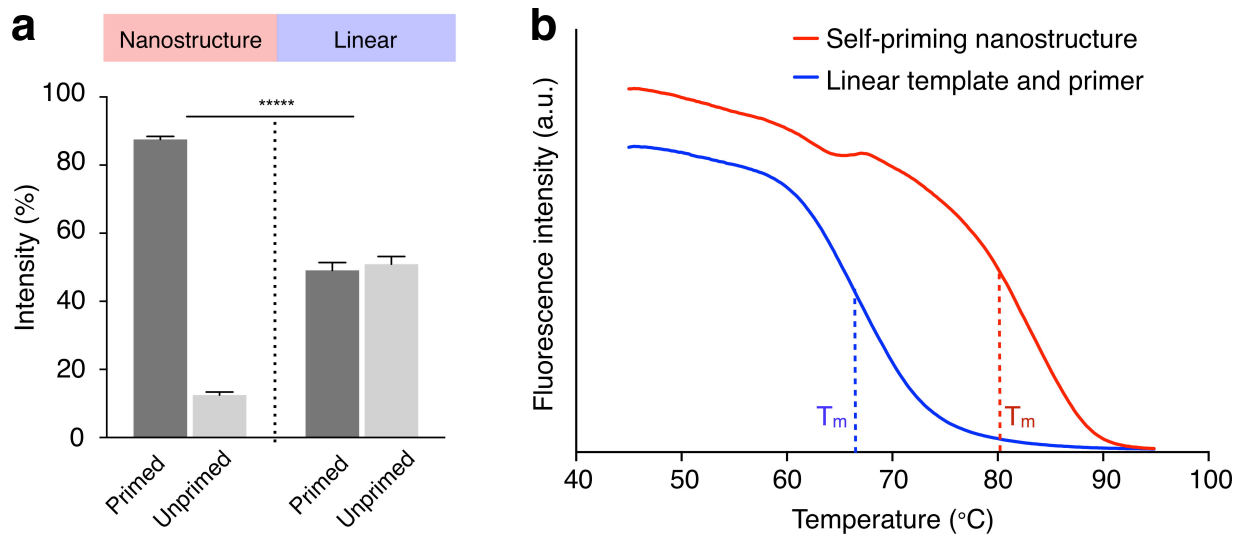 a
Nanostructure Linear
*****
Intensity (%)
100
80
60
40
20
0
Primed
Unprimed
Primed
Unprimed
b
Self-priming nanostructure
Linear template and primer
Fluorescence intensity (a.u.)
Tm Tm
40 50 60 70 80 90 100
Temperature (°C)